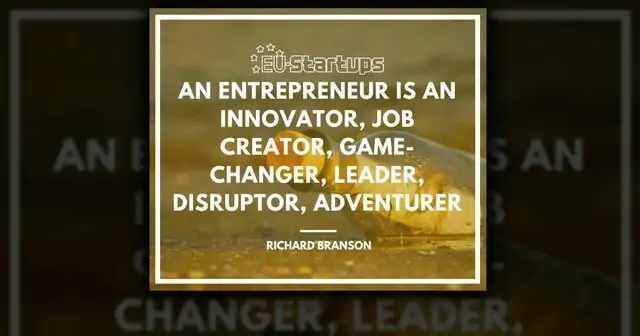 EU-Startups
AN ENTREPRENEUR IS AN
INNOVATOR, JOB
CREATOR, GAME-
CHANGER, LEADER,
DISRUPTOR, ADVENTURER
RICHARD BRANSON